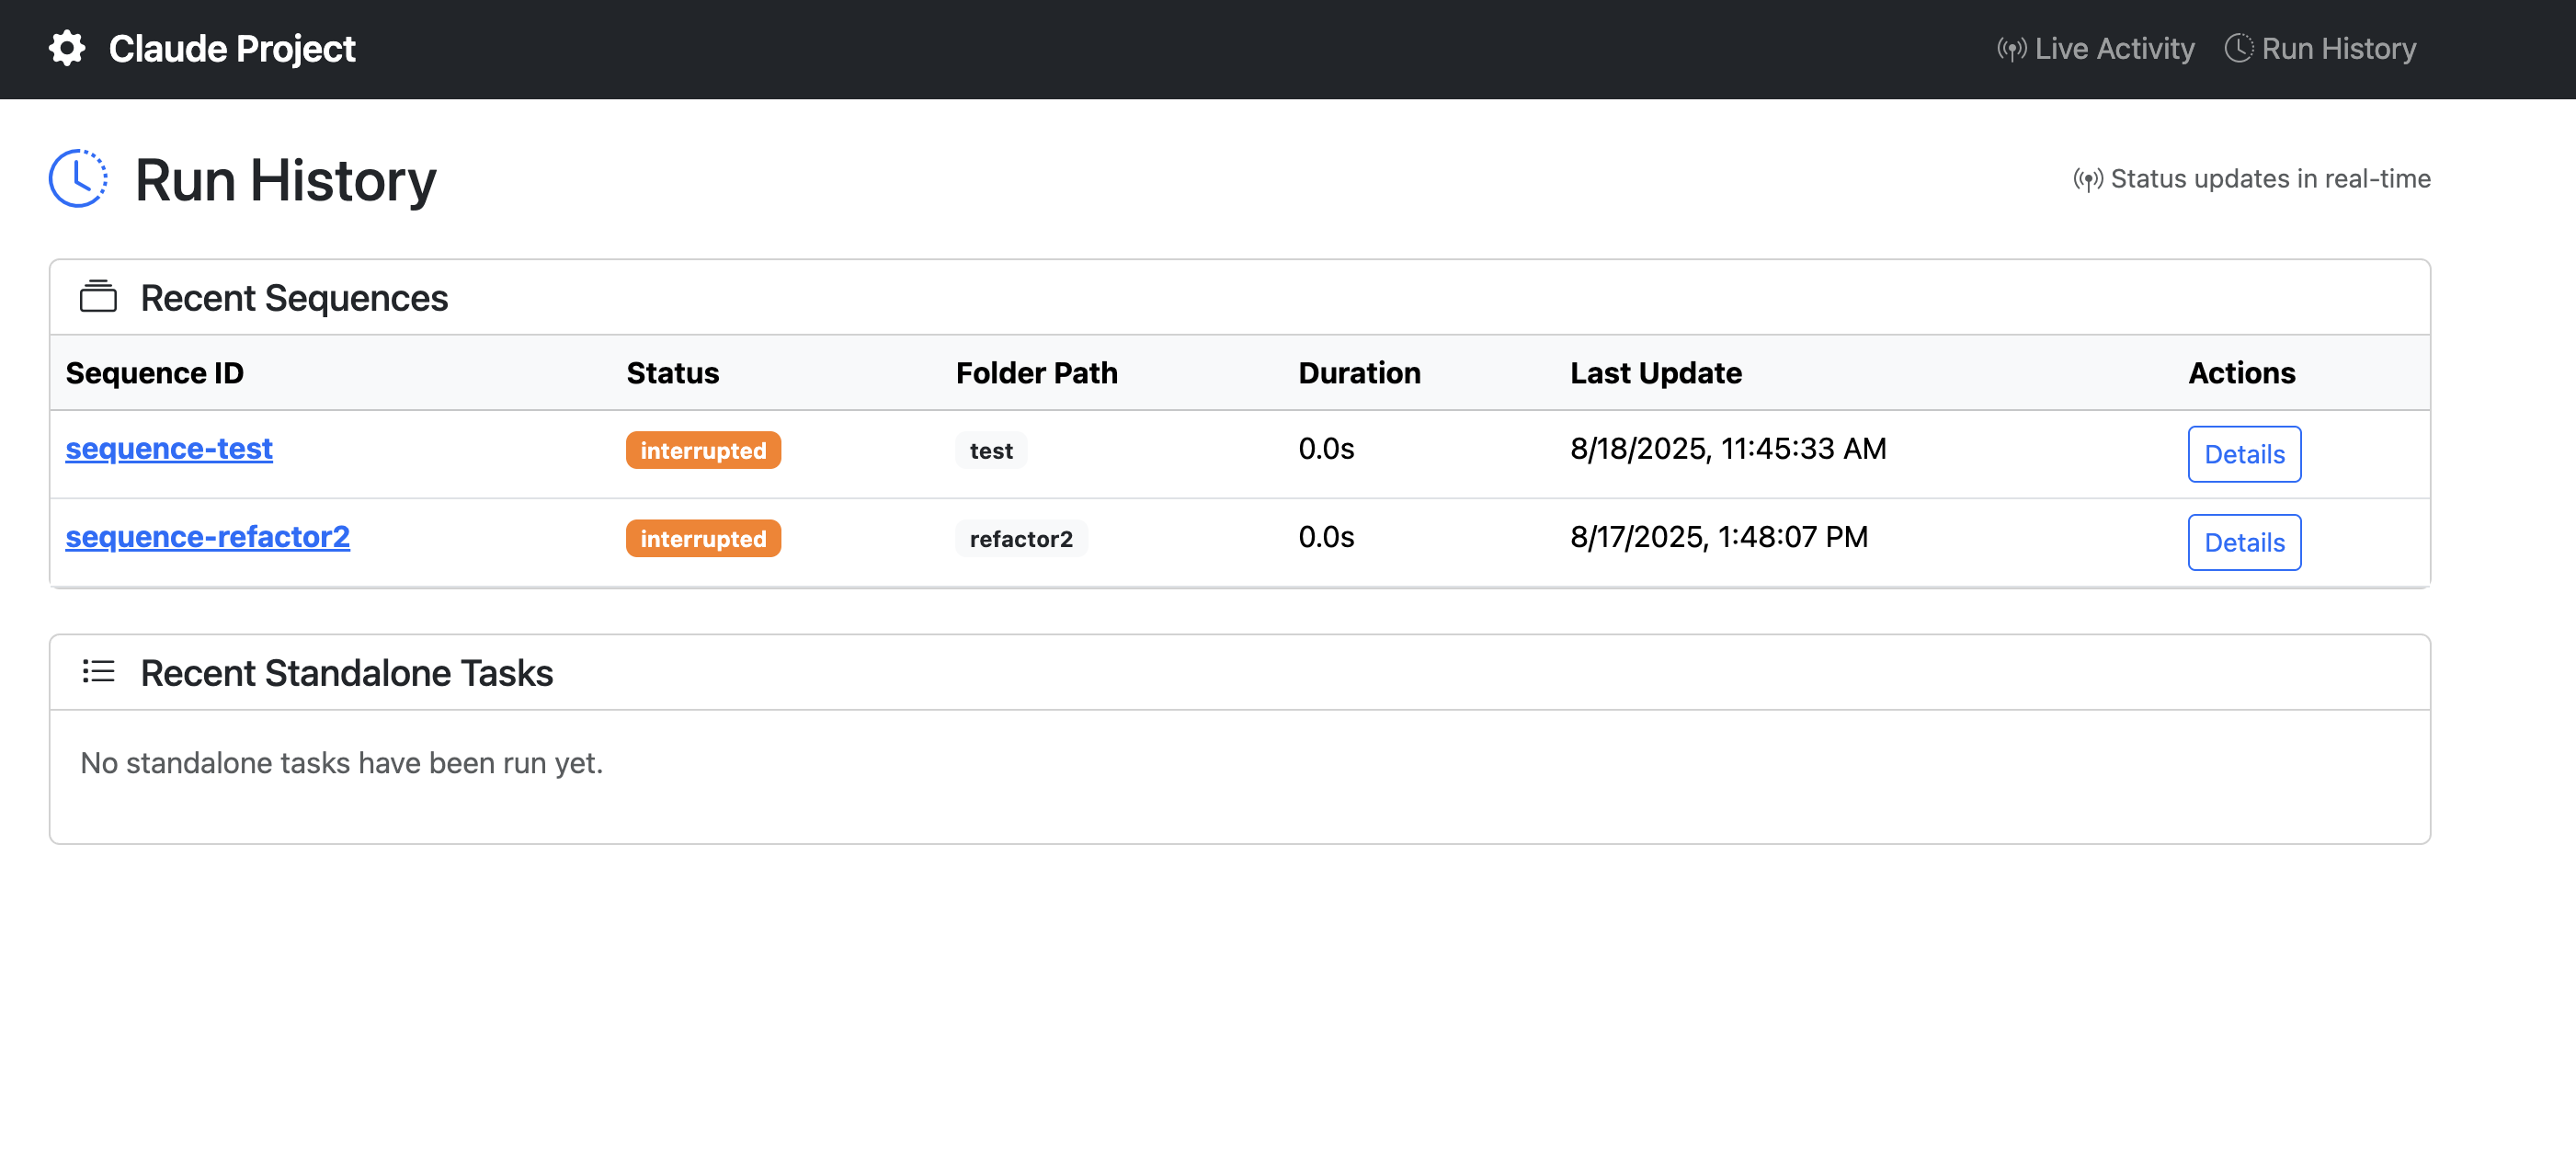 Claude Project
Live Activity
Run History
Run History
Status updates in real-time
Recent Sequences
Sequence ID Status Folder Path Duration Last Update Actions
sequence-test interrupted test 0.0s 8/18/2025, 11:45:33 AM Details
sequence-refactor2 interrupted refactor2 0.0s 8/17/2025, 1:48:07 PM Details
Recent Standalone Tasks
No standalone tasks have been run yet.